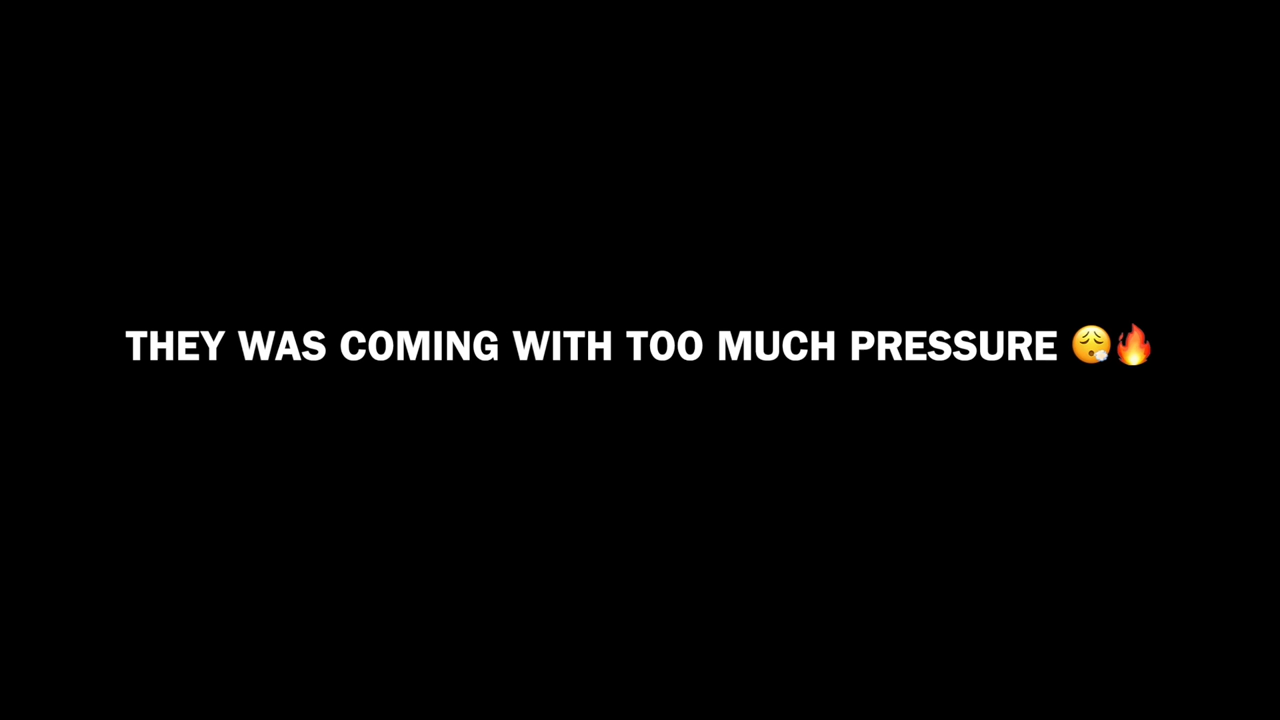 THEY WAS COMING WITH TOO MUCH PRESSURE 😮‍💨🔥